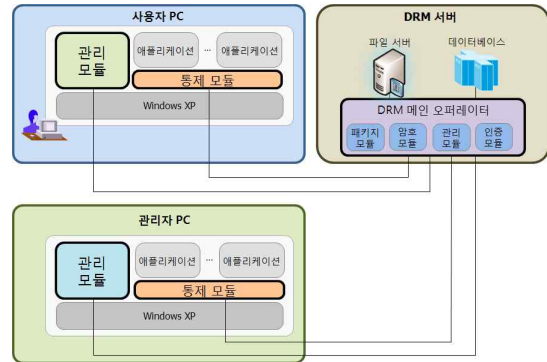 사용자 PC
관리
모듈
애플리케이션
...
애플리케이션
통제 모듈
Windows XP
DRM 서버
파일 서버
데이터베이스
DRM 메인 오퍼레이터
패키지
모듈
암호
모듈
관리
모듈
인증
모듈
관리자 PC
관리
모듈
애플리케이션
...
애플리케이션
통제 모듈
Windows XP